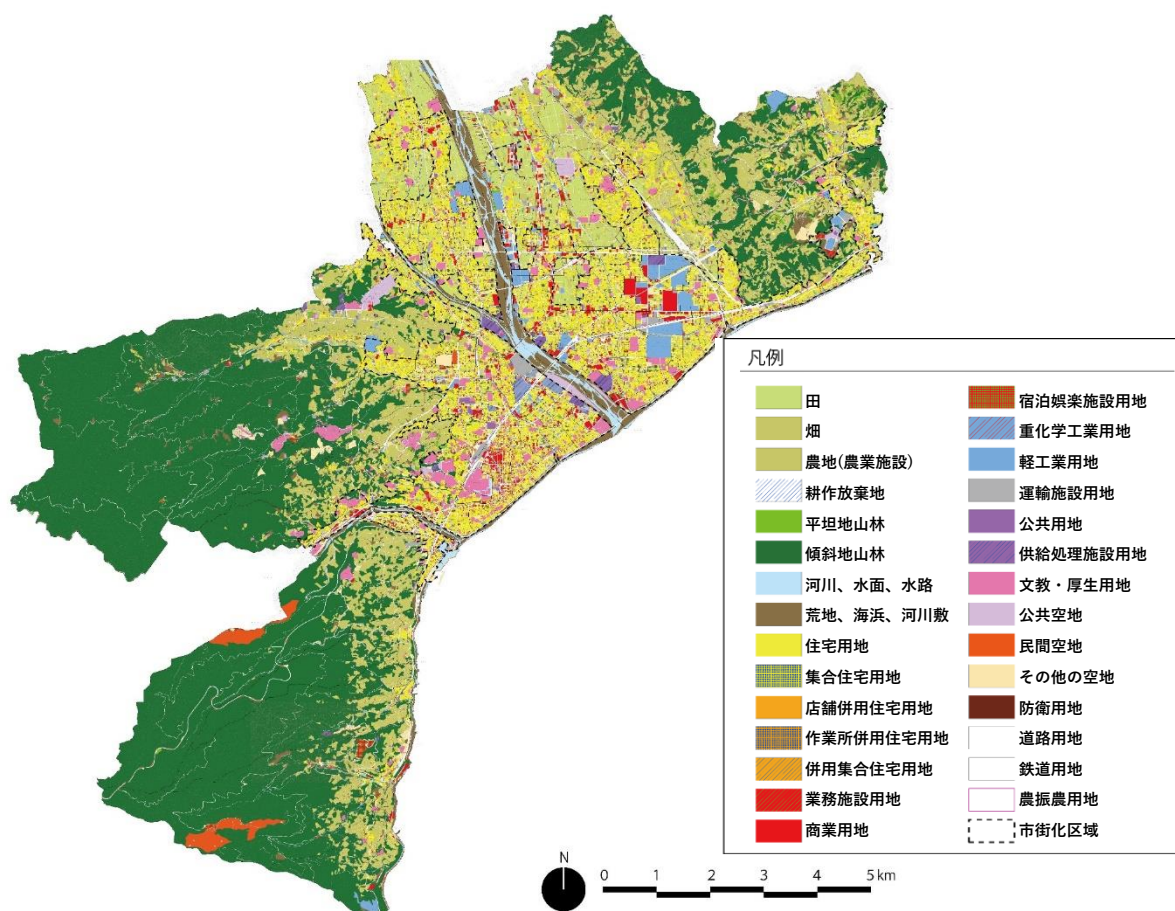 凡例
田
畑
農地(農業施設)
耕作放棄地
平坦地山林
傾斜地山林
河川、水面、水路
荒地、海浜、河川敷
住宅用地
集合住宅用地
店舗併用住宅用地
作業所併用住宅用地
併用集合住宅用地
業務施設用地
商業用地
宿泊娯楽施設用地
重化学工業用地
軽工業用地
運輸施設用地
公共用地
供給処理施設用地
文教・厚生用地
公共空地
民間空地
その他の空地
防衛用地
道路用地
鉄道用地
農振農用地
市街化区域
N
0 1 2 3 4 5km